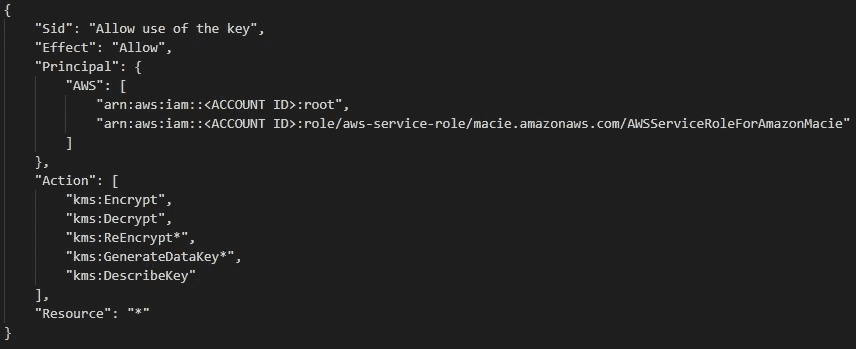 {
    "Sid": "Allow use of the key",
    "Effect": "Allow",
    "Principal": {
        "AWS": [
            "arn:aws:iam::<ACCOUNT ID>:root",
            "arn:aws:iam::<ACCOUNT ID>:role/aws-service-role/macie.amazonaws.com/AWSServiceRoleForAmazonMacie"
        ]
    },
    "Action": [
        "kms:Encrypt",
        "kms:Decrypt",
        "kms:ReEncrypt*",
        "kms:GenerateDataKey*",
        "kms:DescribeKey"
    ],
    "Resource": "*"
}